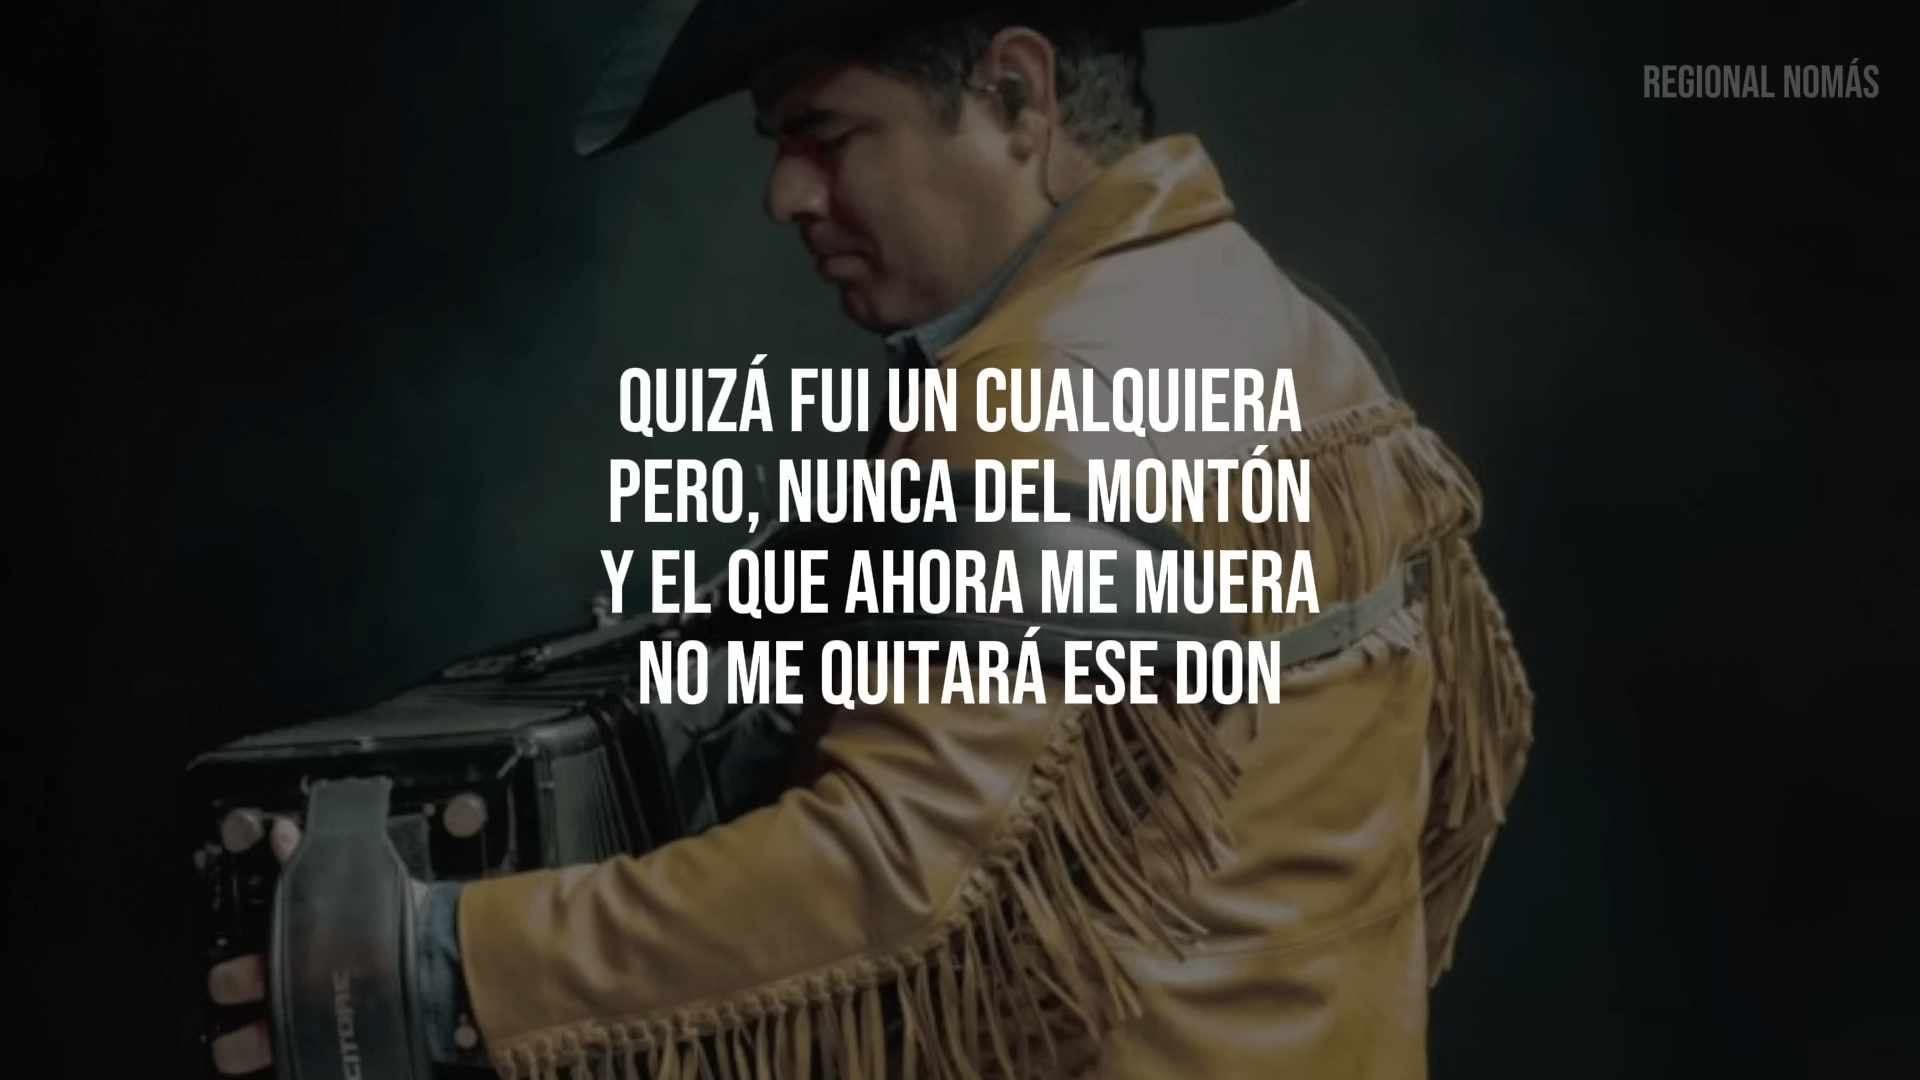 REGIONAL NOMÁS
QUIZÁ FUI UN CUALQUIERA
PERO, NUNCA DEL MONTÓN
Y EL QUE AHORA ME MUERA
NO ME QUITARÁ ESE DON